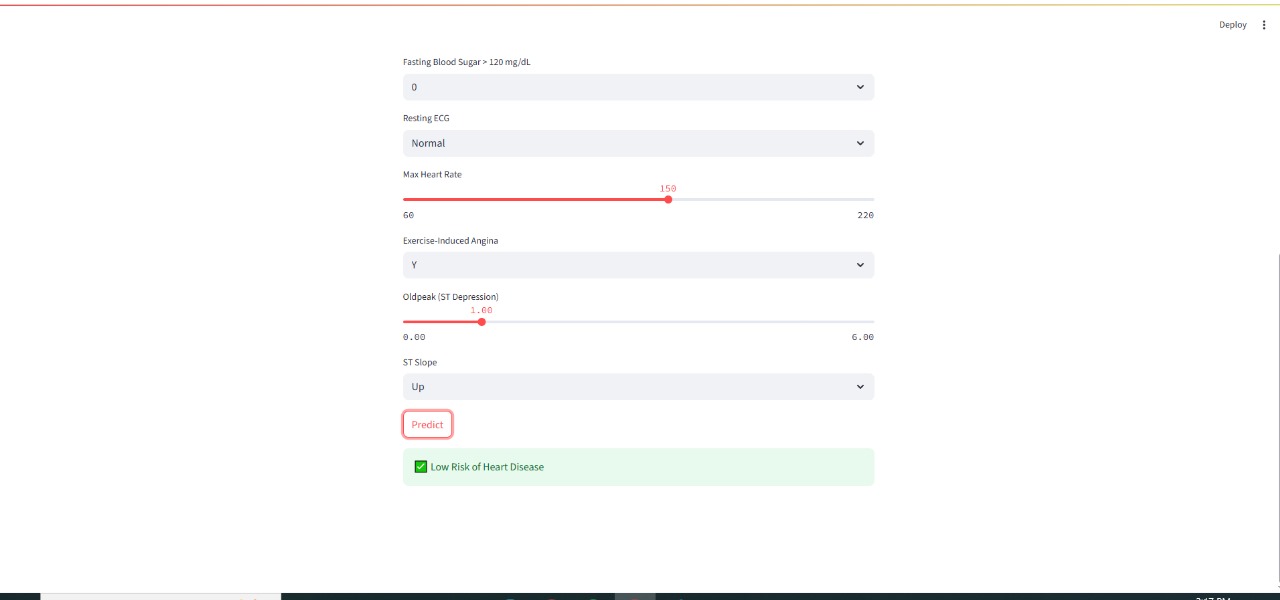 Deploy
Fasting Blood Sugar > 120 mg/dL
0
Resting ECG
Normal
Max Heart Rate
150
60 220
Exercise-Induced Angina
Y
Oldpeak (ST Depression)
1.00
0.00 6.00
ST Slope
Up
Predict
Low Risk of Heart Disease